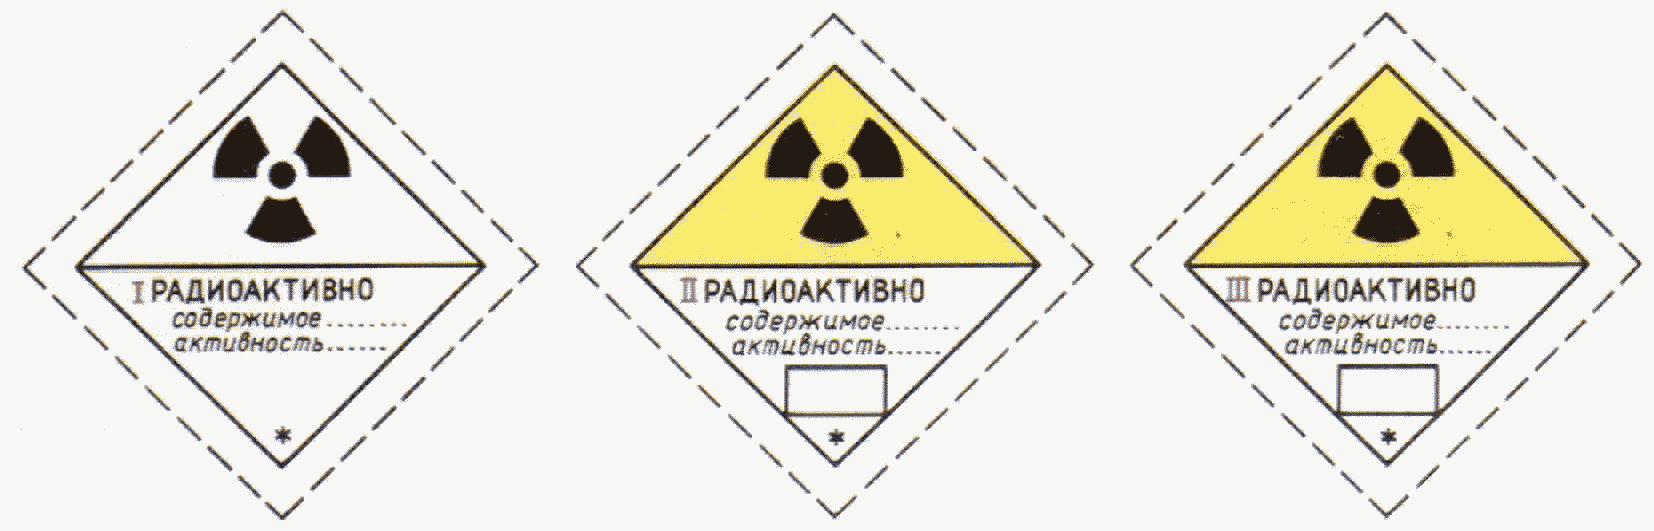 I РАДИОАКТИВНО
содержимое........
активность......
*
II РАДИОАКТИВНО
содержимое........
активность......
*
III РАДИОАКТИВНО
содержимое........
активность......
*